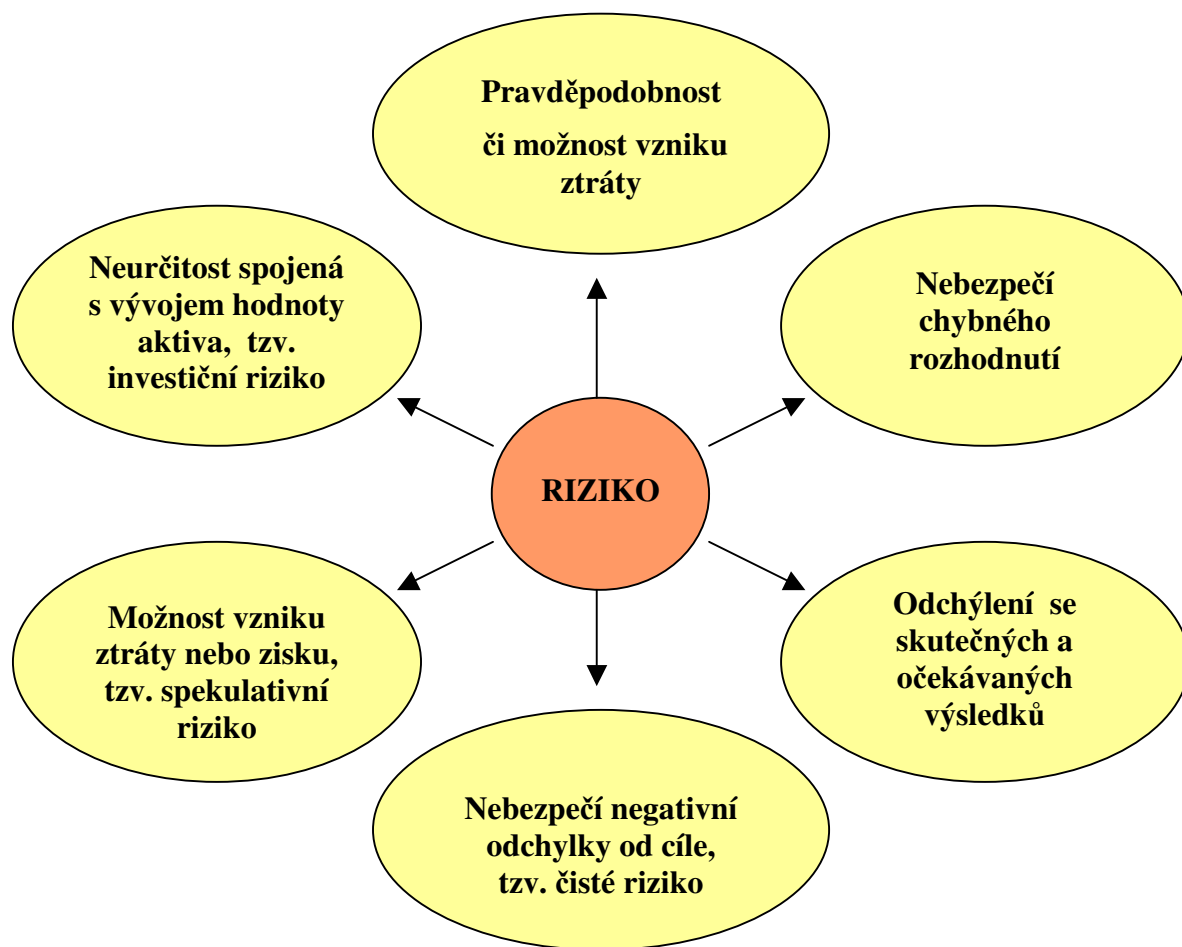 Pravděpodobnost
či možnost vzniku
ztráty
Neurčitost spojená
s vývojem hodnoty
aktiva, tzv.
investiční riziko
Nebezpečí
chybného
rozhodnutí
RIZIKO
Možnost vzniku
ztráty nebo zisku,
tzv. spekulativní
riziko
Odchýlení se
skutečných a
očekávaných
výsledků
Nebezpečí negativní
odchylky od cíle,
tzv. čisté riziko